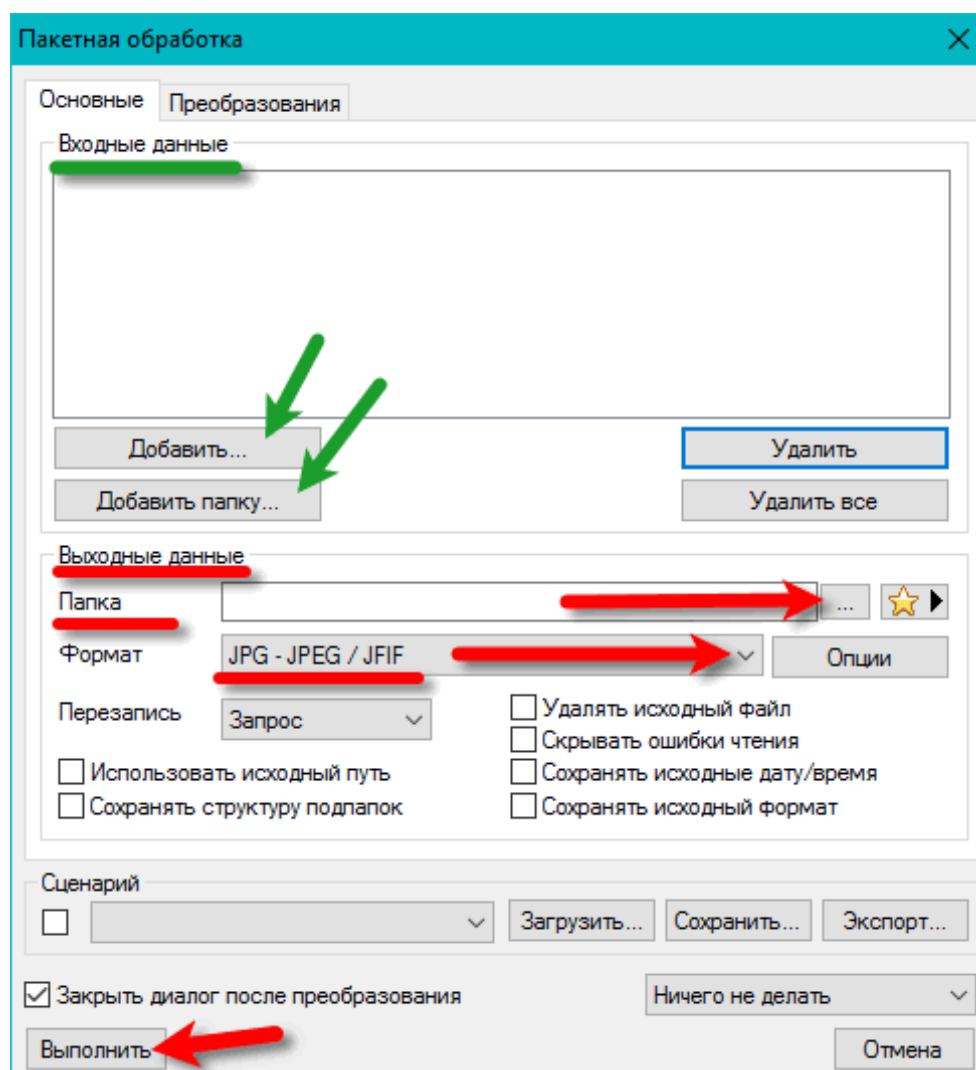 Пакетная обработка
Основные Преобразования
Входные данные
Добавить... Удалить
Добавить папку... Удалить все
Выходные данные
Папка ...
Формат JPG - JPEG / JFIF Опции
Перезапись Запрос Удалять исходный файл
Скрывать ошибки чтения
Использовать исходный путь Сохранять исходные дату/время
Сохранять структуру подпапок Сохранять исходный формат
Сценарий
Загрузить... Сохранить... Экспорт...
Закрыть диалог после преобразования Ничего не делать
Выполнить Отмена